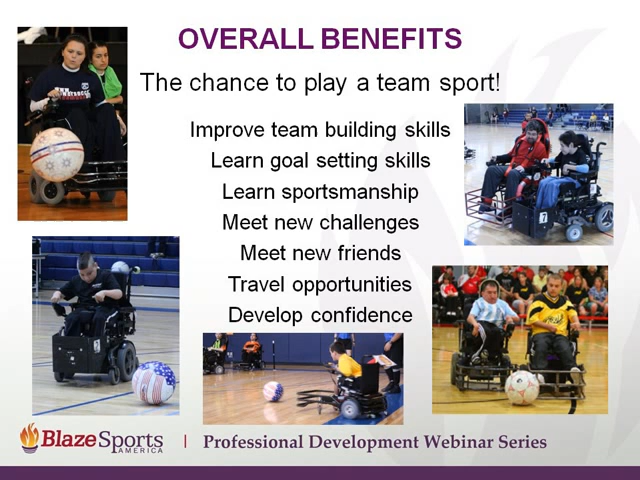 OVERALL BENEFITS
The chance to play a team sport!
Improve team building skills
Learn goal setting skills
Learn sportsmanship
Meet new challenges
Meet new friends
Travel opportunities
Develop confidence
BlazeSports
AMERICA
Professional Development Webinar Series